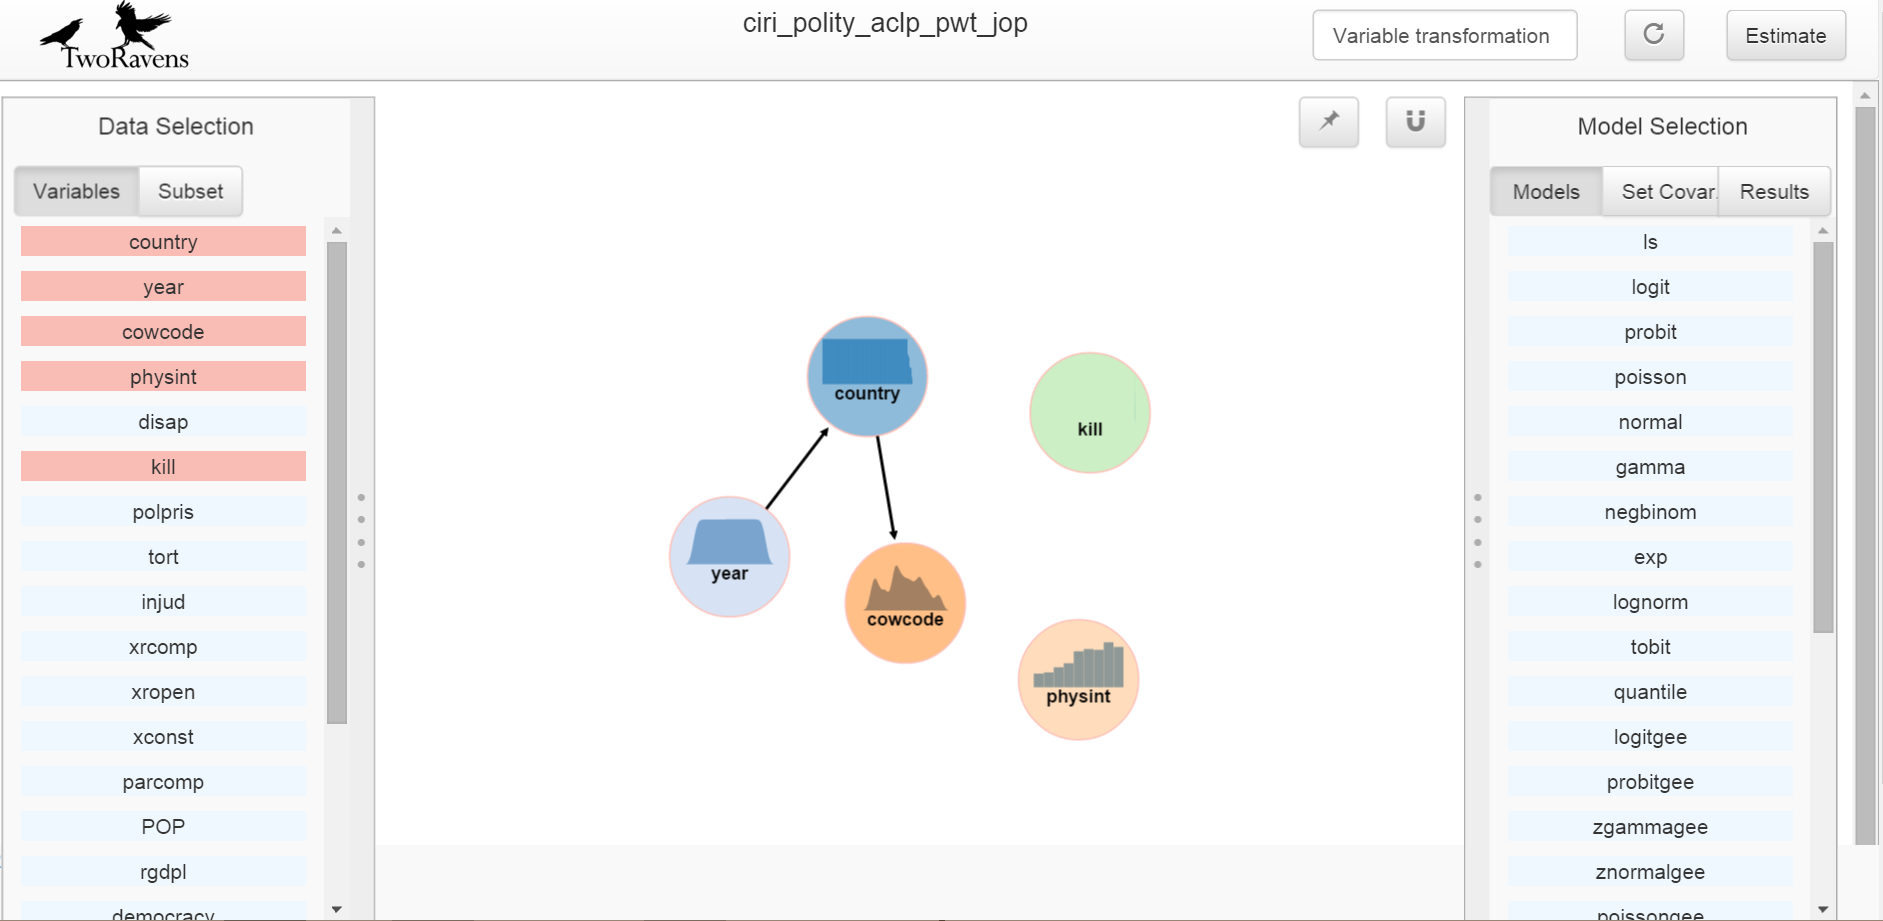 TwoRavens
ciri_polity_aclp_pwt_jop
Variable transformation
Estimate
Data Selection
Variables
Subset
country
year
cowcode
physint
disap
kill
polpris
tort
injud
xrcomp
xropen
xconst
parcomp
POP
rgdpl
democracy
country
kill
year
cowcode
physint
Model Selection
Models
Set Covar.
Results
ls
logit
probit
poisson
normal
gamma
negbinom
exp
lognorm
tobit
quantile
logitgee
probitgee
zgammagee
znormalgee
poissongee